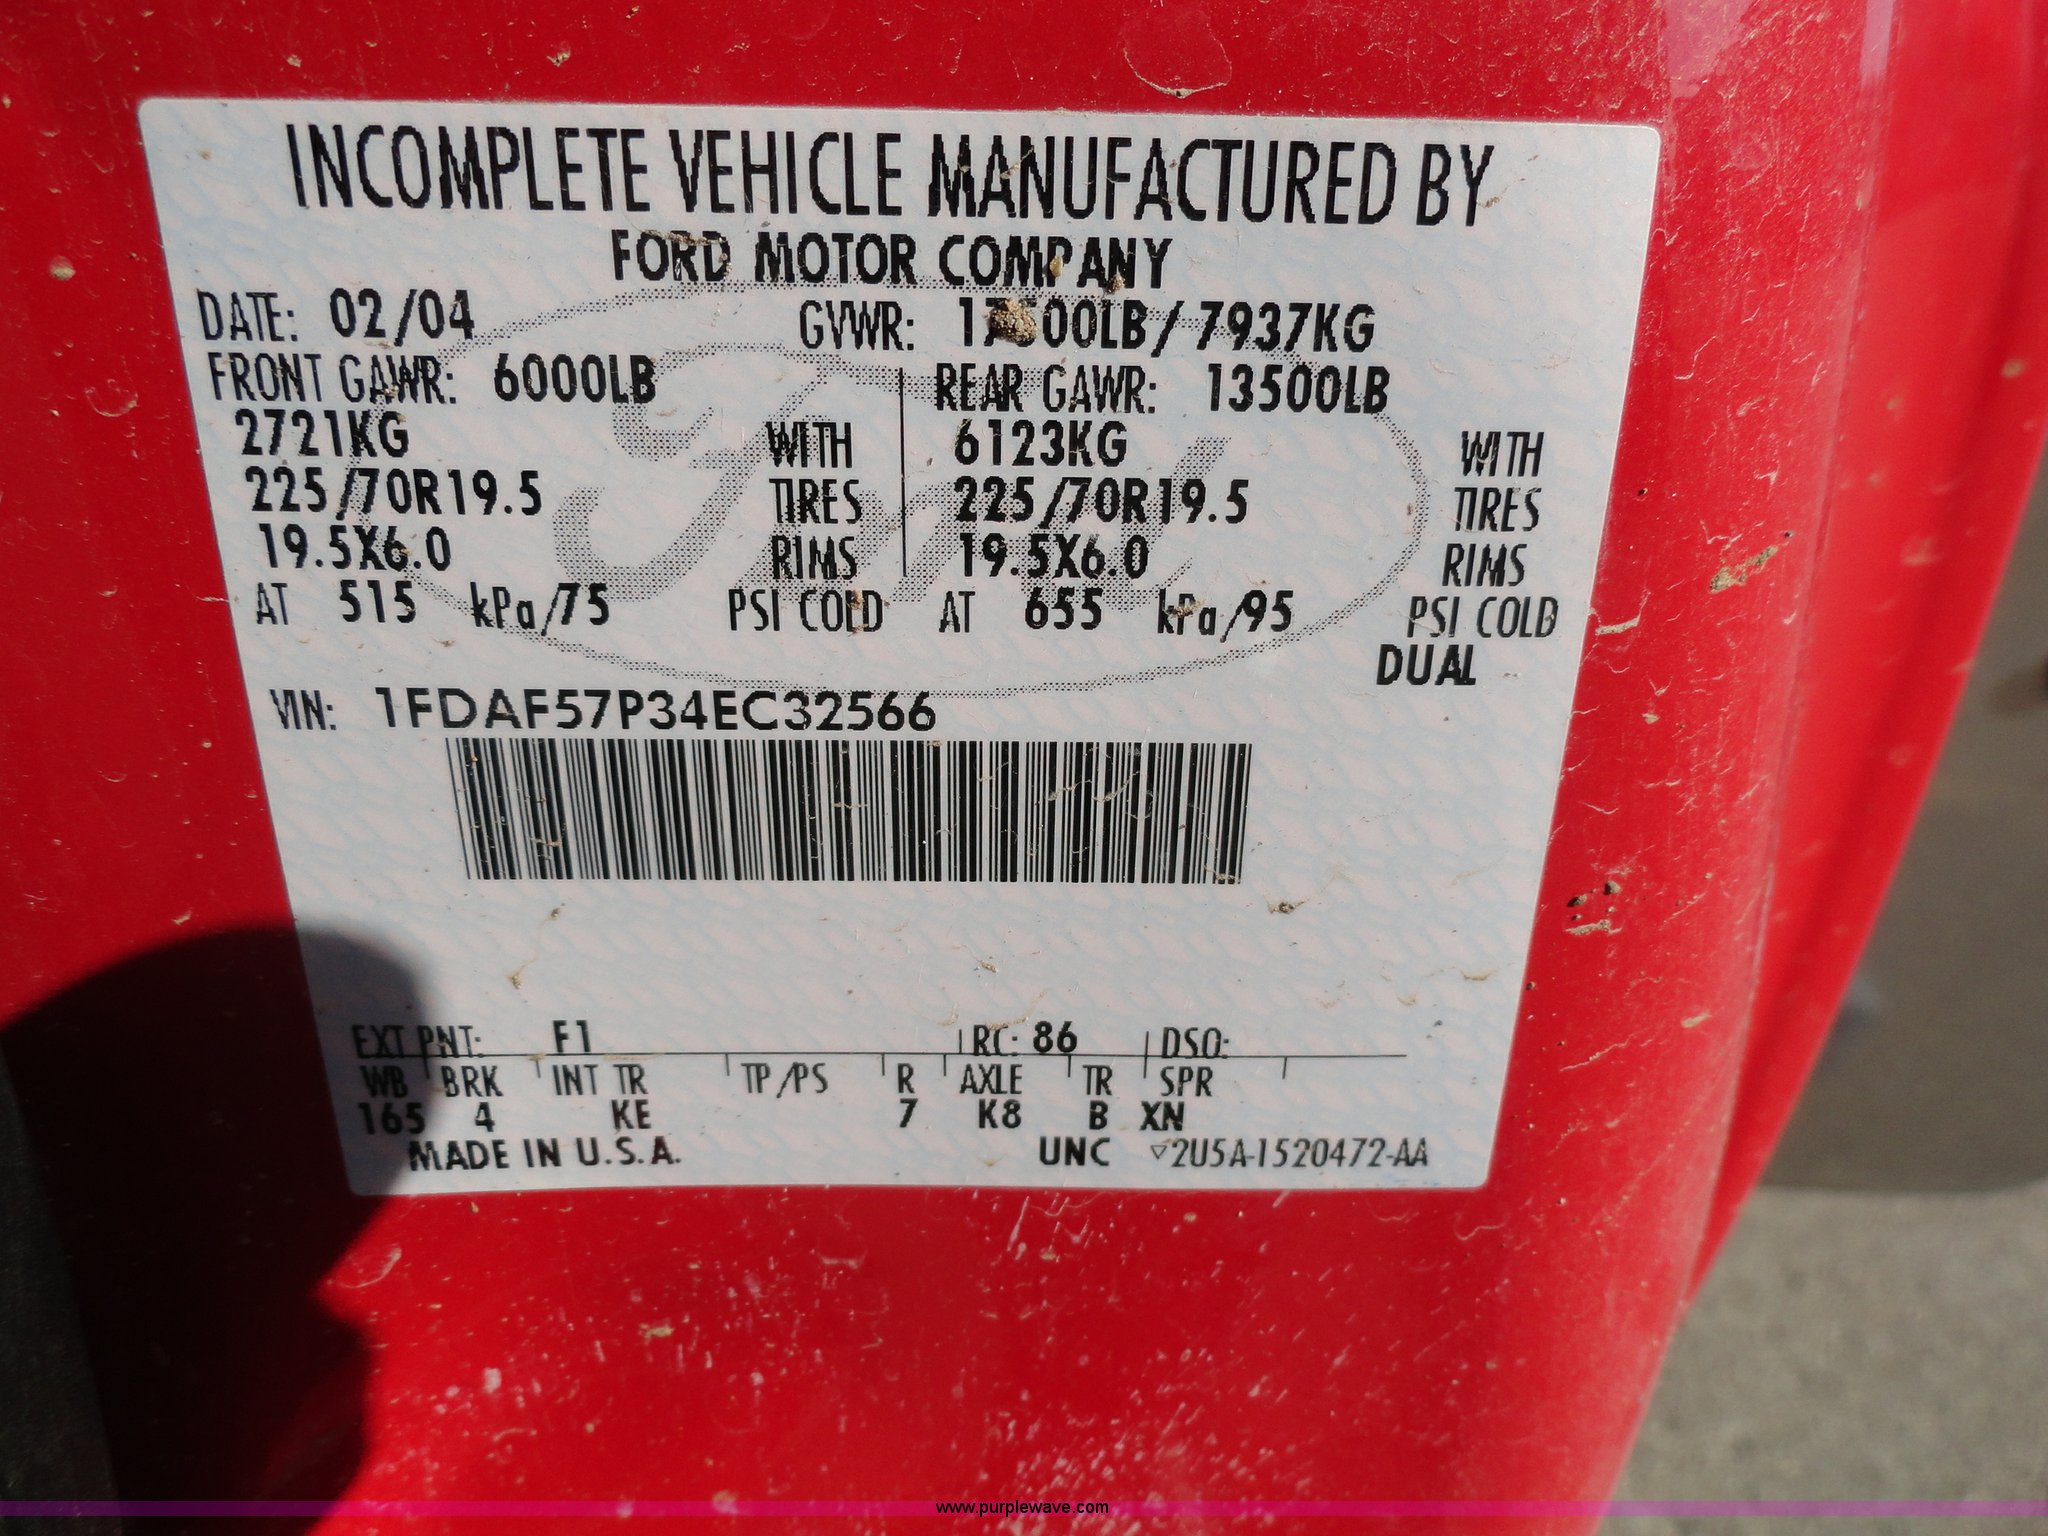 INCOMPLETE VEHICLE MANUFACTURED BY
FORD MOTOR COMPANY
DATE: 02/04 GVWR: 17500LB/ 7937KG
FRONT GAWR: 6000LB REAR GAWR: 13500LB
2721KG WITH 6123KG WITH
225/70R19.5 TIRES 225/70R19.5 TIRES
19.5X6.0 RIMS 19.5X6.0 RIMS
AT 515 kPa/75 PSI COLD AT 655 kPa/95 PSI COLD
DUAL
VIN: 1FDAF57P34EC32566
EXT PNT: F1 RC: 86 DSO:
WB BRK INT TR TP/PS R AXLE TR SPR
165 4 KE 7 K8 B XN
MADE IN U.S.A. UNC ▽2U5A-1520472-AA
www.purplewave.com